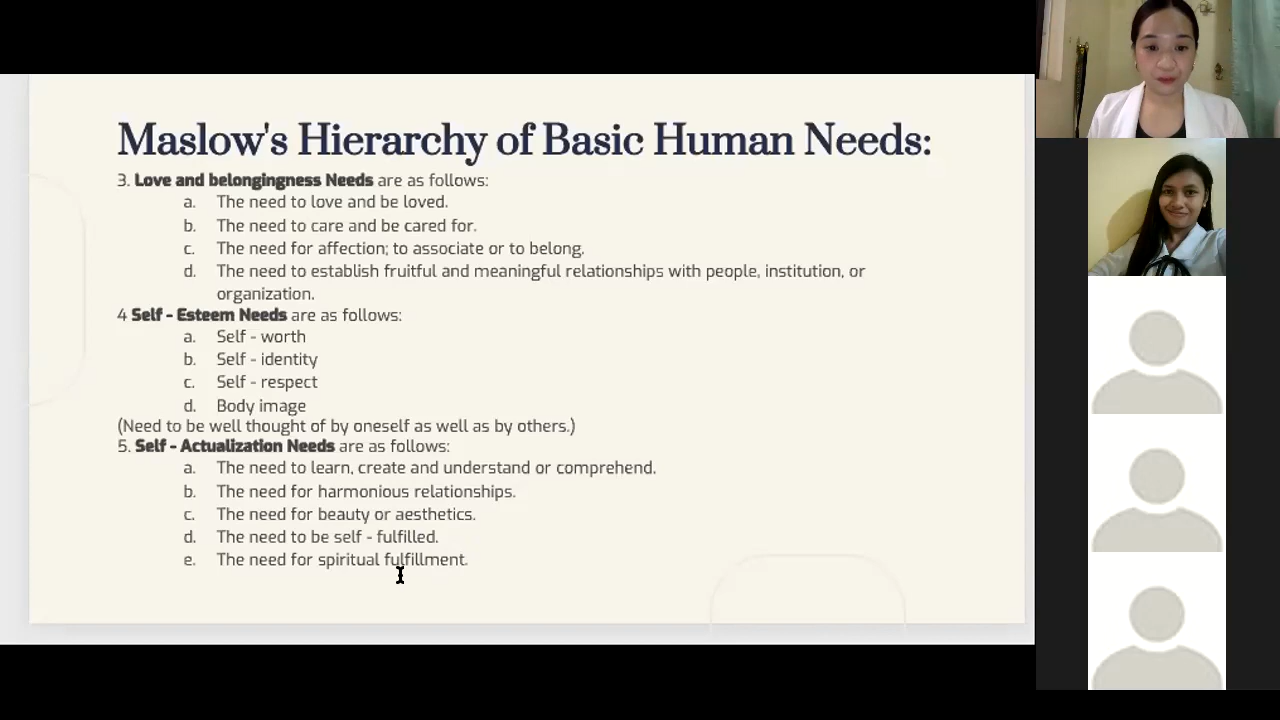 Maslow's Hierarchy of Basic Human Needs:
3. Love and belongingness Needs are as follows:
a. The need to love and be loved.
b. The need to care and be cared for.
c. The need for affection; to associate or to belong.
d. The need to establish fruitful and meaningful relationships with people, institution, or
organization.
4 Self - Esteem Needs are as follows:
a. Self - worth
b. Self - identity
c. Self - respect
d. Body image
(Need to be well thought of by oneself as well as by others.)
5. Self - Actualization Needs are as follows:
a. The need to learn, create and understand or comprehend.
b. The need for harmonious relationships.
c. The need for beauty or aesthetics.
d. The need to be self - fulfilled.
e. The need for spiritual fulfillment.